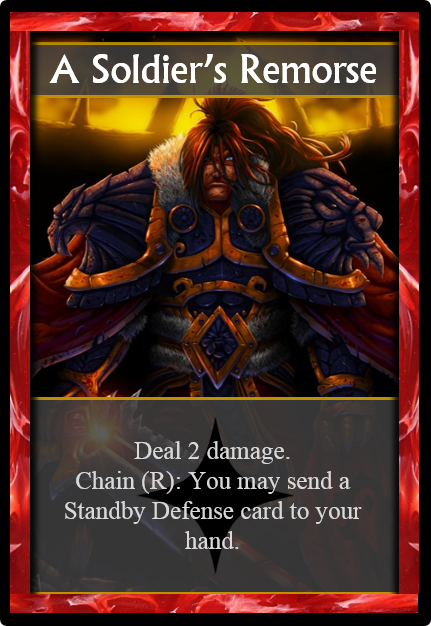 A Soldier's Remorse
Deal 2 damage.
Chain (R): You may send a
Standby Defense card to your
hand.